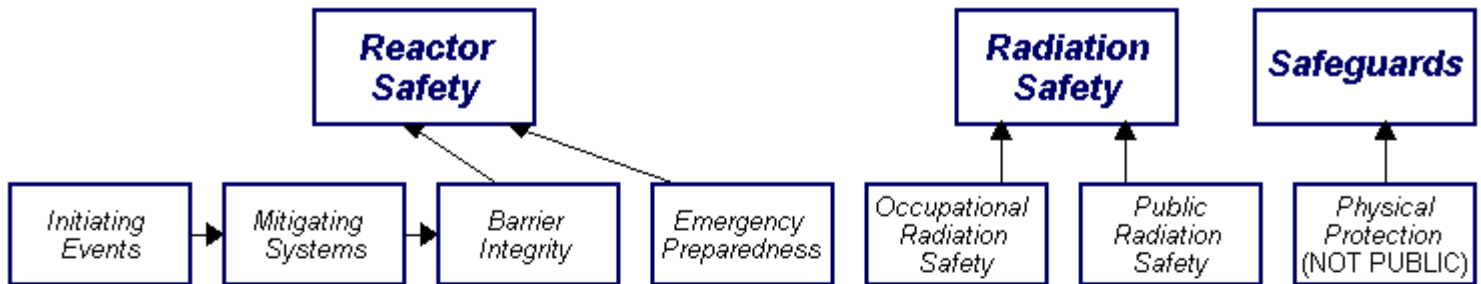 Reactor
Safety
Radiation
Safety
Safeguards
Initiating
Events
Mitigating
Systems
Barrier
Integrity
Emergency
Preparedness
Occupational
Radiation
Safety
Public
Radiation
Safety
Physical
Protection
(NOT PUBLIC)